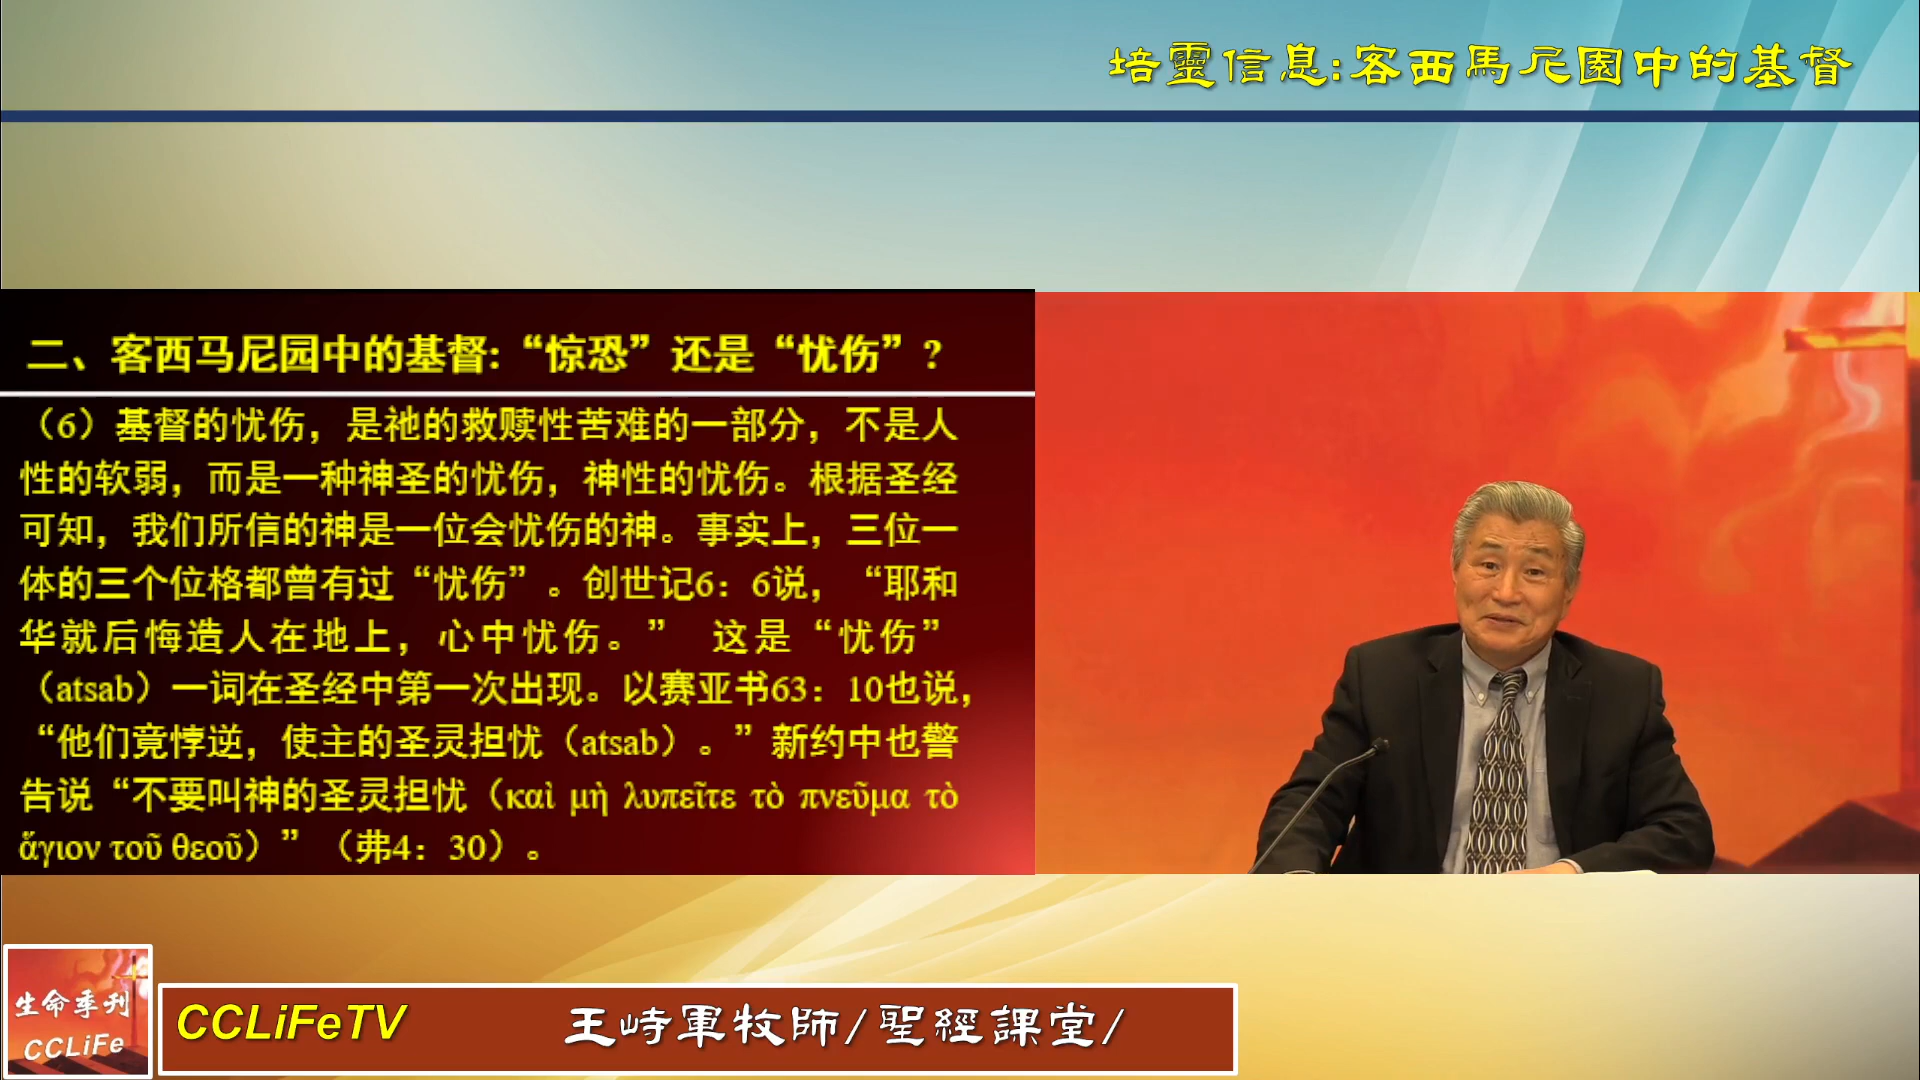 培靈信息:客西馬尼園中的基督
二、客西马尼园中的基督:“惊恐”还是“忧伤”?
（6）基督的忧伤，是祂的救赎性苦难的一部分，不是人
性的软弱，而是一种神圣的忧伤，神性的忧伤。根据圣经
可知，我们所信的神是一位会忧伤的神。事实上，三位一
体的三个位格都曾有过“忧伤”。创世记6：6说，“耶和
华就后悔造人在地上，心中忧伤。” 这是“忧伤”
（atsab）一词在圣经中第一次出现。以赛亚书63：10也说，
“他们竟悖逆，使主的圣灵担忧（atsab）。”新约中也警
告说“不要叫神的圣灵担忧（καὶ μὴ λυπεῖτε τὸ πνεῦμα τὸ
ἅγιον τοῦ θεοῦ）”（弗4：30）。
生命季刊
CCLiFe
CCLiFeTV
王峙軍牧師/聖經課堂/